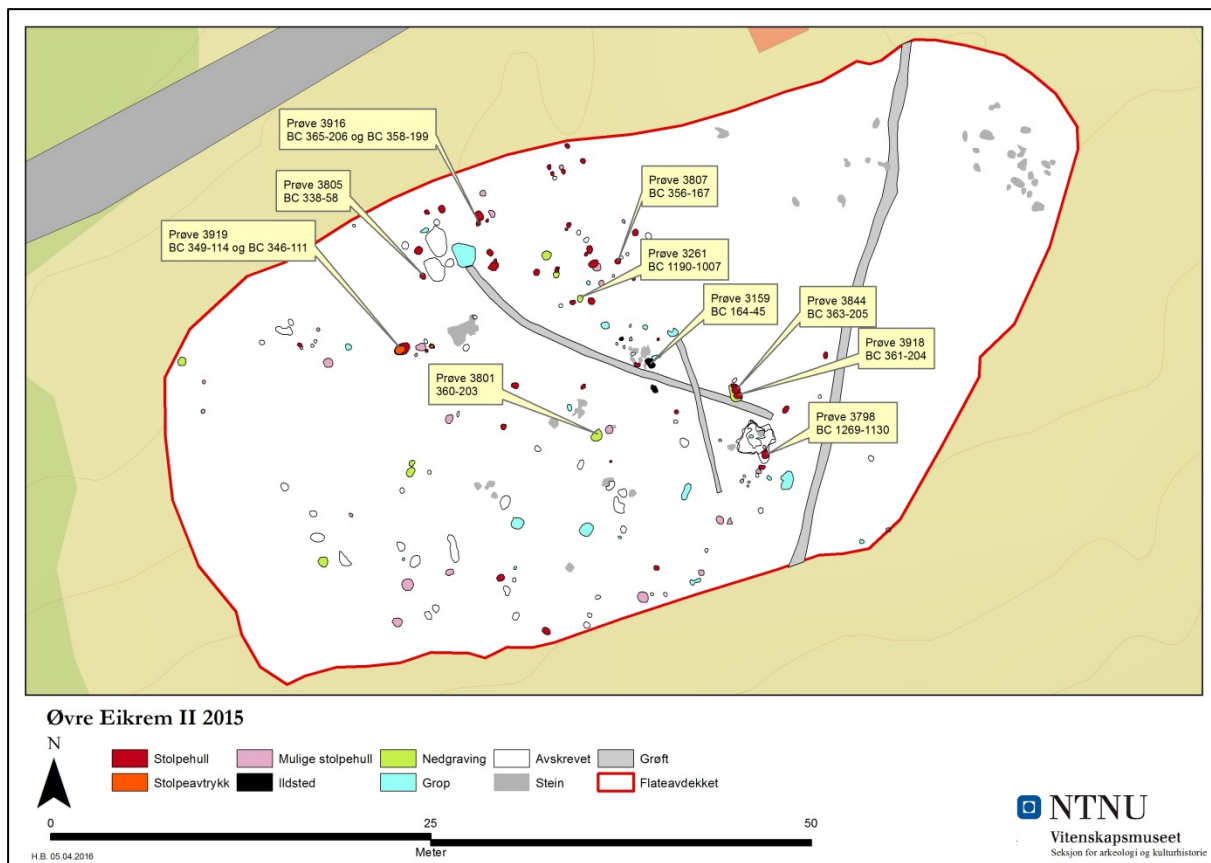 Prøve 3916
BC 365-206 og BC 358-199
Prøve 3805
BC 338-58
Prøve 3807
BC 356-167
Prøve 3919
BC 349-114 og BC 346-111
Prøve 3261
BC 1190-1007
Prøve 3159
BC 164-45
Prøve 3844
BC 363-205
Prøve 3918
BC 361-204
Prøve 3801
360-203
Prøve 3798
BC 1269-1130
Øvre Eikrem II 2015
N
Stolpehull
Mulige stolpehull
Nedgraving
Avskrevet
Grøft
Stolpeavtrykk
Ildsted
Grop
Stein
Flateavdekket
0
25
50
Meter
H.B. 05.04.2016
NTNU
Vitenskapsmuseet
Seksjon for arkeologi og kulturhistorie